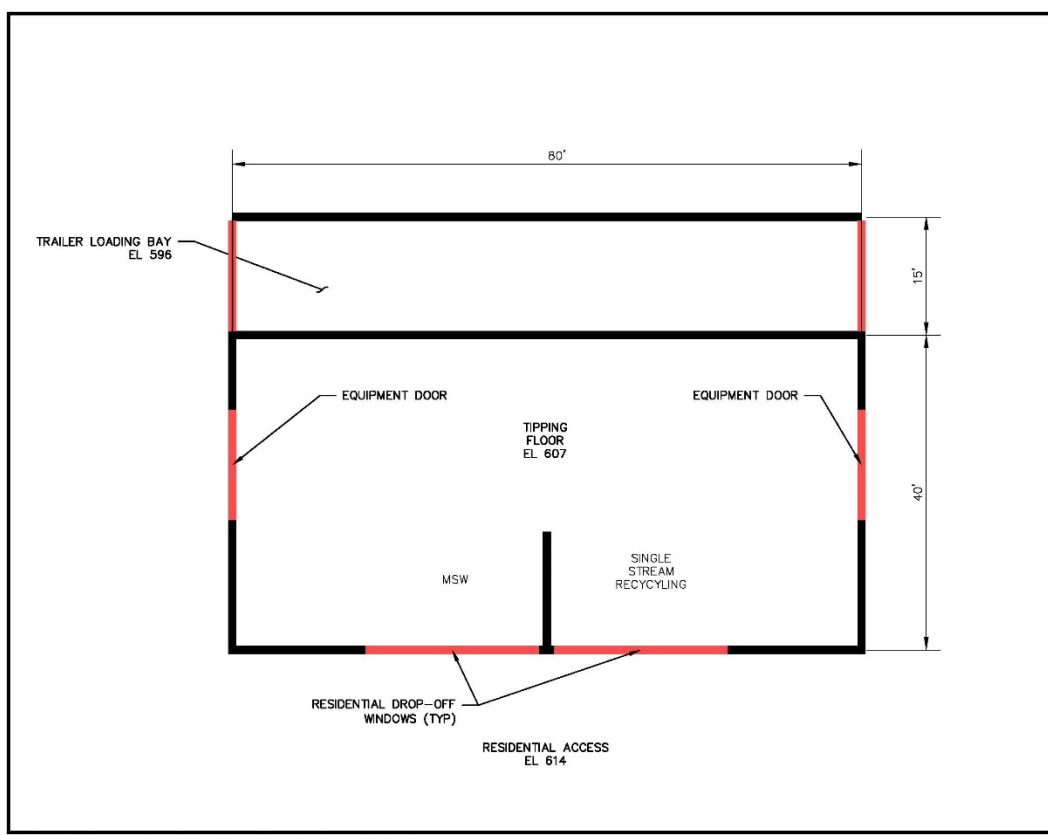 80'
TRAILER LOADING BAY
EL 596
15'
EQUIPMENT DOOR
EQUIPMENT DOOR
TIPPING
FLOOR
EL 607
40'
MSW
SINGLE
STREAM
RECYCYLING
RESIDENTIAL DROP-OFF
WINDOWS (TYP)
RESIDENTIAL ACCESS
EL 614